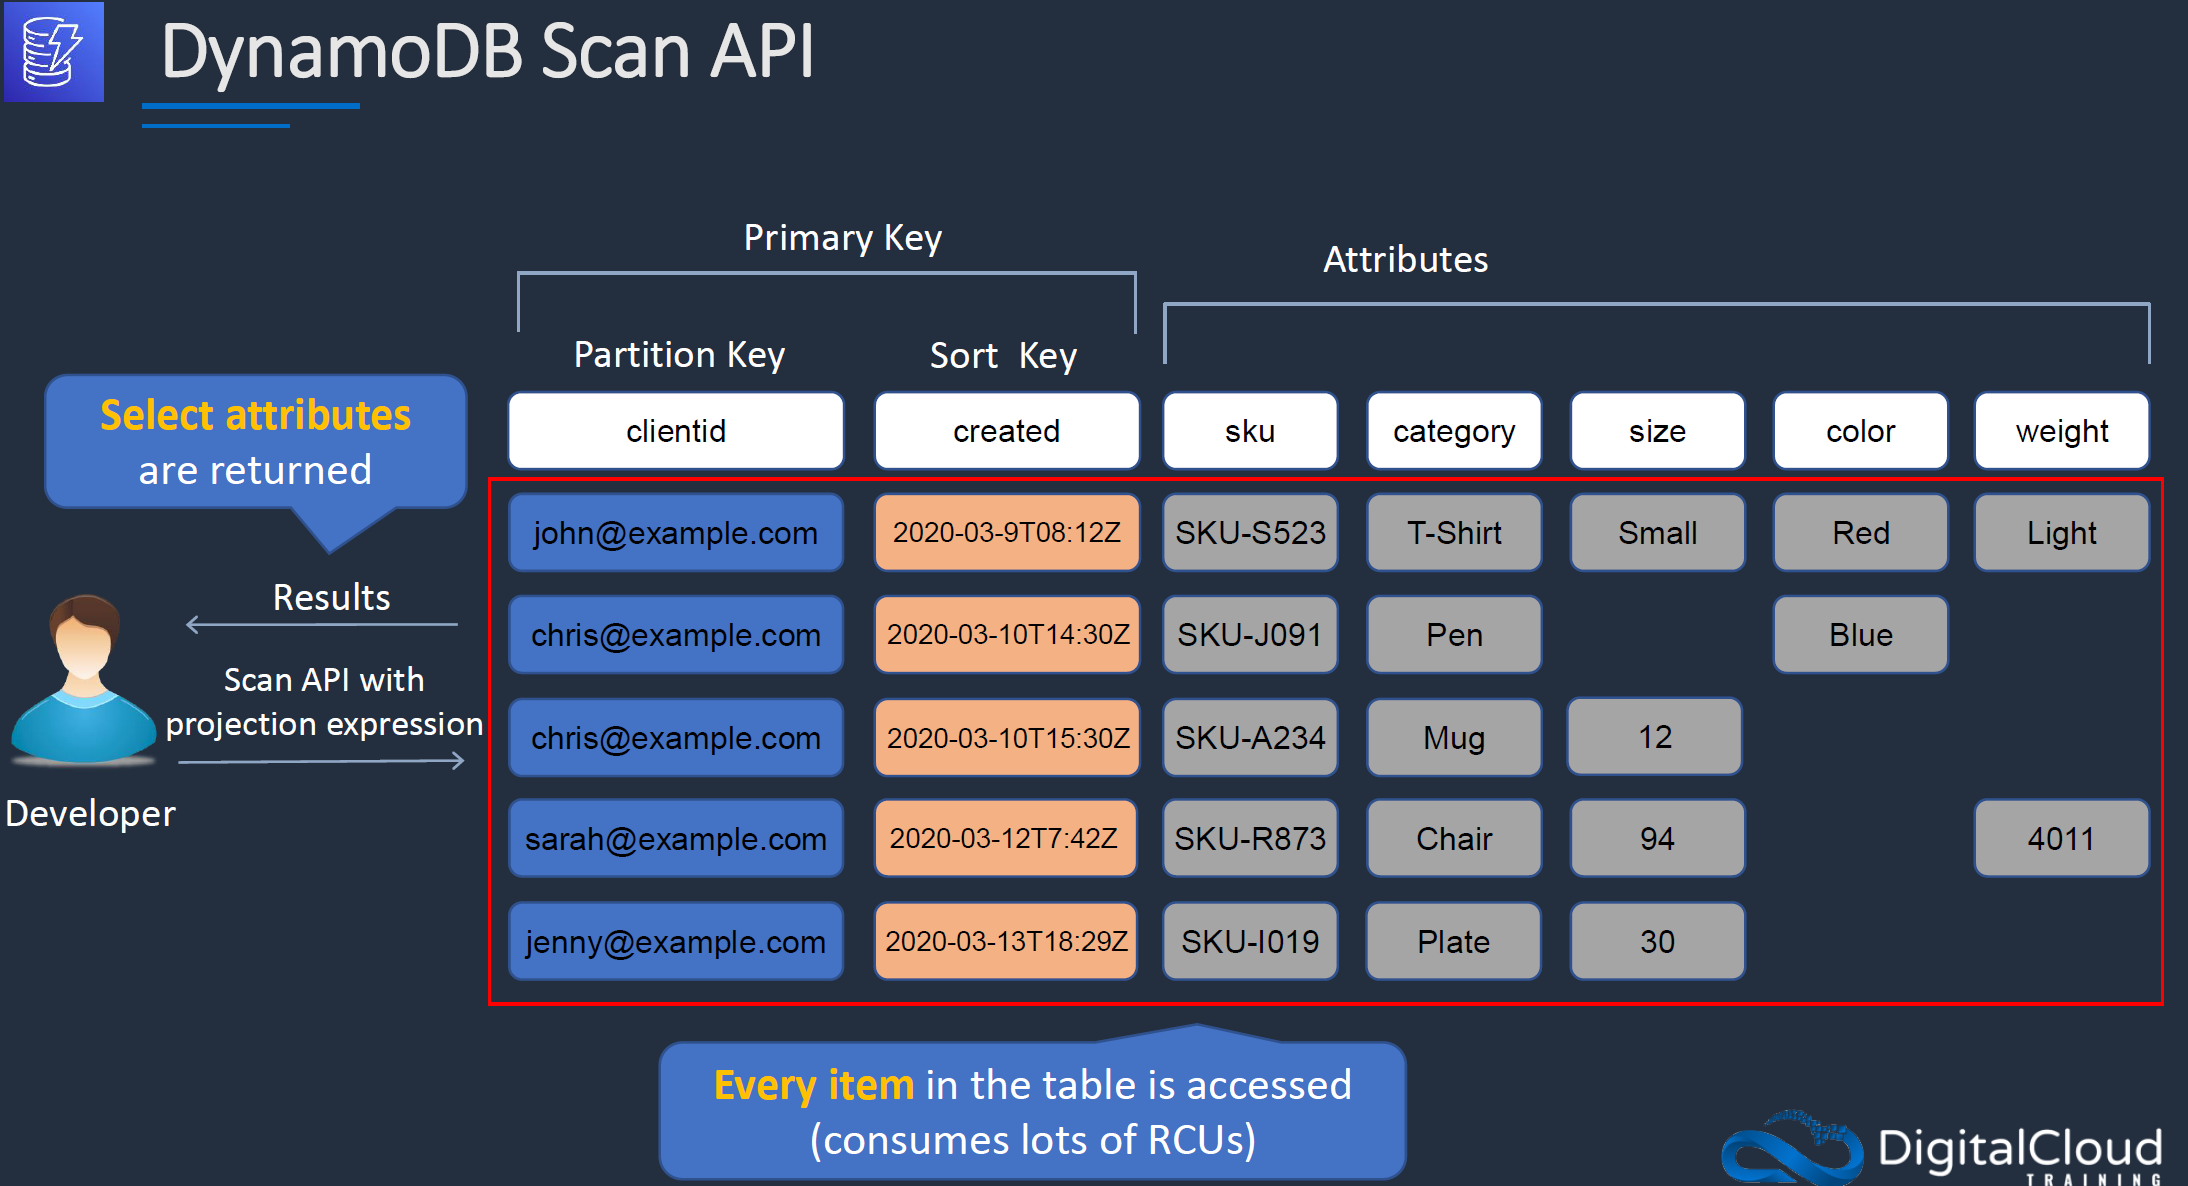 DynamoDB Scan API
Primary Key
Attributes
Partition Key
Sort Key
Select attributes
are returned
clientid
created
sku
category
size
color
weight
john@example.com
2020-03-9T08:12Z
SKU-S523
T-Shirt
Small
Red
Light
Results
chris@example.com
2020-03-10T14:30Z
SKU-J091
Pen
Blue
Scan API with
projection expression
chris@example.com
2020-03-10T15:30Z
SKU-A234
Mug
12
Developer
sarah@example.com
2020-03-12T7:42Z
SKU-R873
Chair
94
4011
jenny@example.com
2020-03-13T18:29Z
SKU-I019
Plate
30
Every item in the table is accessed
(consumes lots of RCUs)
DigitalCloud
TRAINING